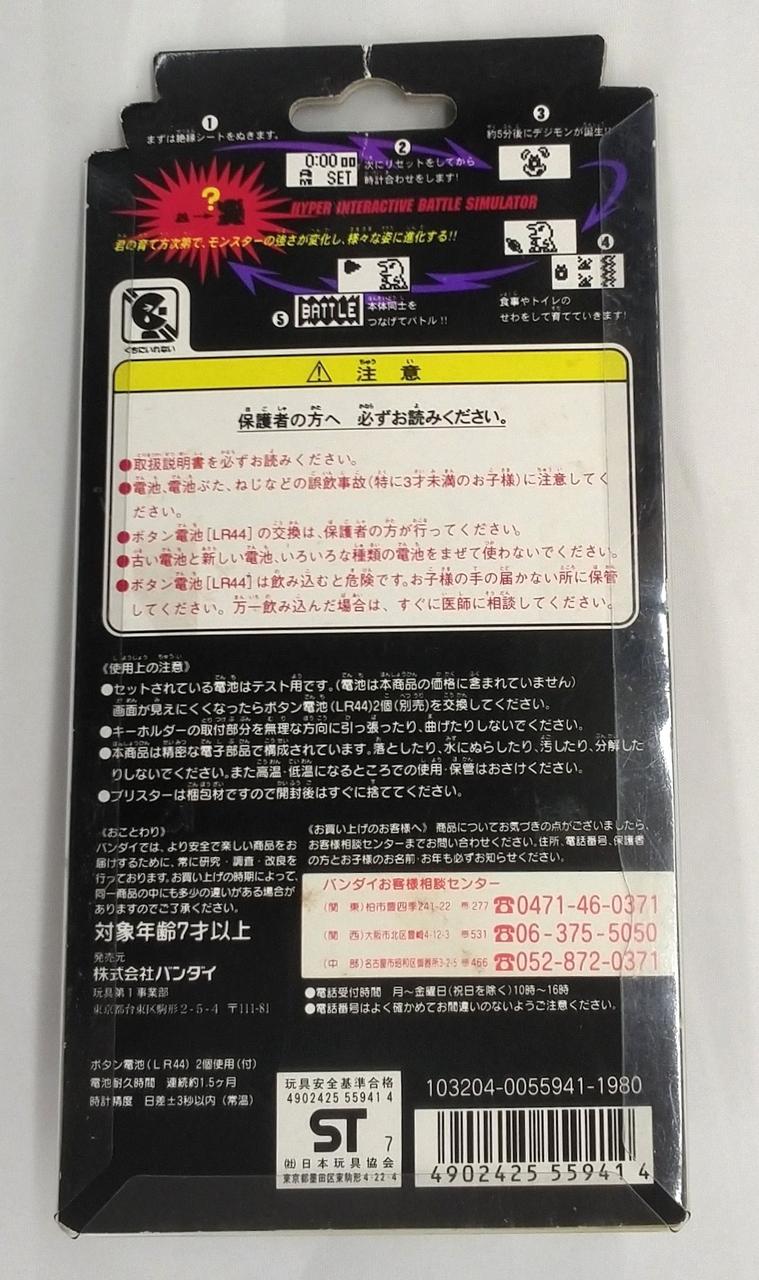 ①
まずは絶縁シートをぬきます。
②
0:00 00
SET
次にリセットをしてから
時計合わせをします!
③
約5分後にデジモンが誕生!!
?
HYPER INTERACTIVE BATTLE SIMULATOR
君の育て方次第で、モンスターの強さが変化し、様々な姿に進化する!!
④
食事やトイレの
せわをして育てていきます!
⑤
BATTLE
本体同士を
つなげてバトル!!
くちにいれない
⚠ 注意
保護者の方へ 必ずお読みください。
●取扱説明書を必ずお読みください。
●電池、電池ぶた、ねじなどの誤飲事故(特に3才未満のお子様)に注意してく
ださい。
●ボタン電池[LR44]の交換は、保護者の方が行ってください。
●古い電池と新しい電池、いろいろな種類の電池をまぜて使わないでください。
●ボタン電池[LR44]は飲み込むと危険です。お子様の手の届かない所に保管
してください。万一飲み込んだ場合は、すぐに医師に相談してください。
《使用上の注意》
●セットされている電池はテスト用です。(電池は本商品の価格に含まれていません)
画面が見えにくくなったらボタン電池(LR44)2個(別売)を交換してください。
●キーホルダーの取付部分を無理な方向に引っ張ったり、曲げたりしないでください。
●本商品は精密な電子部品で構成されています。落としたり、水にぬらしたり、汚したり、分解した
りしないでください。また高温・低温になるところでの使用・保管はおさけください。
●ブリスターは梱包材ですので開封後はすぐに捨ててください。
《おことわり》
バンダイでは、より安全で楽しい商品をお
届けするために、常に研究・調査・改良を
行っております。お買い上げの時期によって、
同一商品の中にも多少の違いがある場合が
ありますのでご了承ください。
対象年齢7才以上
発売元
株式会社バンダイ
玩具第1事業部
東京都台東区駒形2-5-4 〒111-81
《お買い上げのお客様へ》 商品についてお気づきの点がございましたら、
お客様相談センターまでお問い合わせください。住所、電話番号、保護者
の方とお子様のお名前・お年も必ずお知らせください。
バンダイお客様相談センター
(関 東)柏市豊四季241-22 〒277 ☎0471-46-0371
(関 西)大阪市北区豊崎4-12-3 〒531 ☎06-375-5050
(中 部)名古屋市昭和区御器所3-2-5 〒466 ☎052-872-0371
●電話受付時間 月~金曜日(祝日を除く)10時~16時
●電話番号はよく確かめてお間違いのないようご注意ください。
ボタン電池(LR44) 2個使用(付)
電池耐久時間 連続約1.5ヶ月
時計精度 日差±3秒以内(常温)
玩具安全基準合格
4902425 55941 4
ST 7
㈳日本玩具協会
東京都墨田区東駒形4-22-4
103204-0055941-1980
4902425 559414